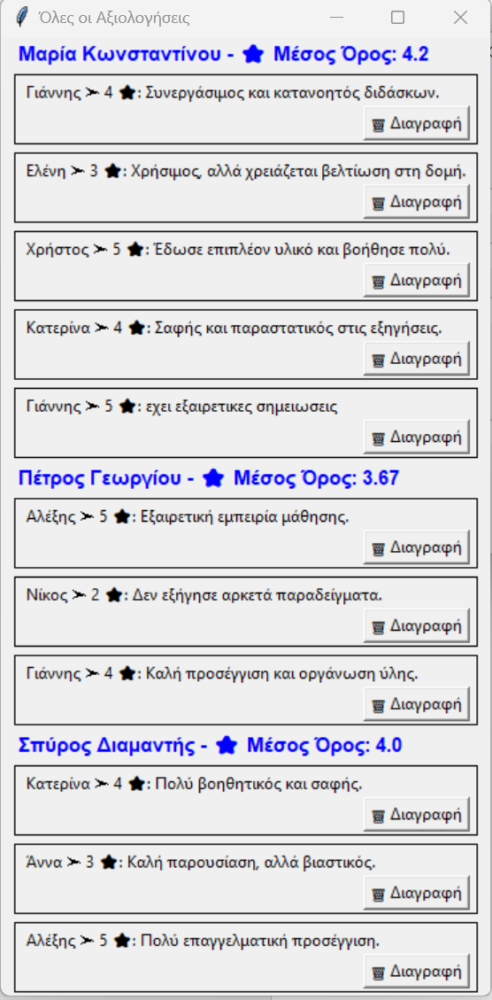 Όλες οι Αξιολογήσεις
Μαρία Κωνσταντίνου - ★ Μέσος Όρος: 4.2
Γιάννης ➣ 4 ★: Συνεργάσιμος και κατανοητός διδάσκων.
🗑 Διαγραφή
Ελένη ➣ 3 ★: Χρήσιμος, αλλά χρειάζεται βελτίωση στη δομή.
🗑 Διαγραφή
Χρήστος ➣ 5 ★: Έδωσε επιπλέον υλικό και βοήθησε πολύ.
🗑 Διαγραφή
Κατερίνα ➣ 4 ★: Σαφής και παραστατικός στις εξηγήσεις.
🗑 Διαγραφή
Γιάννης ➣ 5 ★: εχει εξαιρετικες σημειωσεις
🗑 Διαγραφή
Πέτρος Γεωργίου - ★ Μέσος Όρος: 3.67
Αλέξης ➣ 5 ★: Εξαιρετική εμπειρία μάθησης.
🗑 Διαγραφή
Νίκος ➣ 2 ★: Δεν εξήγησε αρκετά παραδείγματα.
🗑 Διαγραφή
Γιάννης ➣ 4 ★: Καλή προσέγγιση και οργάνωση ύλης.
🗑 Διαγραφή
Σπύρος Διαμαντής - ★ Μέσος Όρος: 4.0
Κατερίνα ➣ 4 ★: Πολύ βοηθητικός και σαφής.
🗑 Διαγραφή
Άννα ➣ 3 ★: Καλή παρουσίαση, αλλά βιαστικός.
🗑 Διαγραφή
Αλέξης ➣ 5 ★: Πολύ επαγγελματική προσέγγιση.
🗑 Διαγραφή